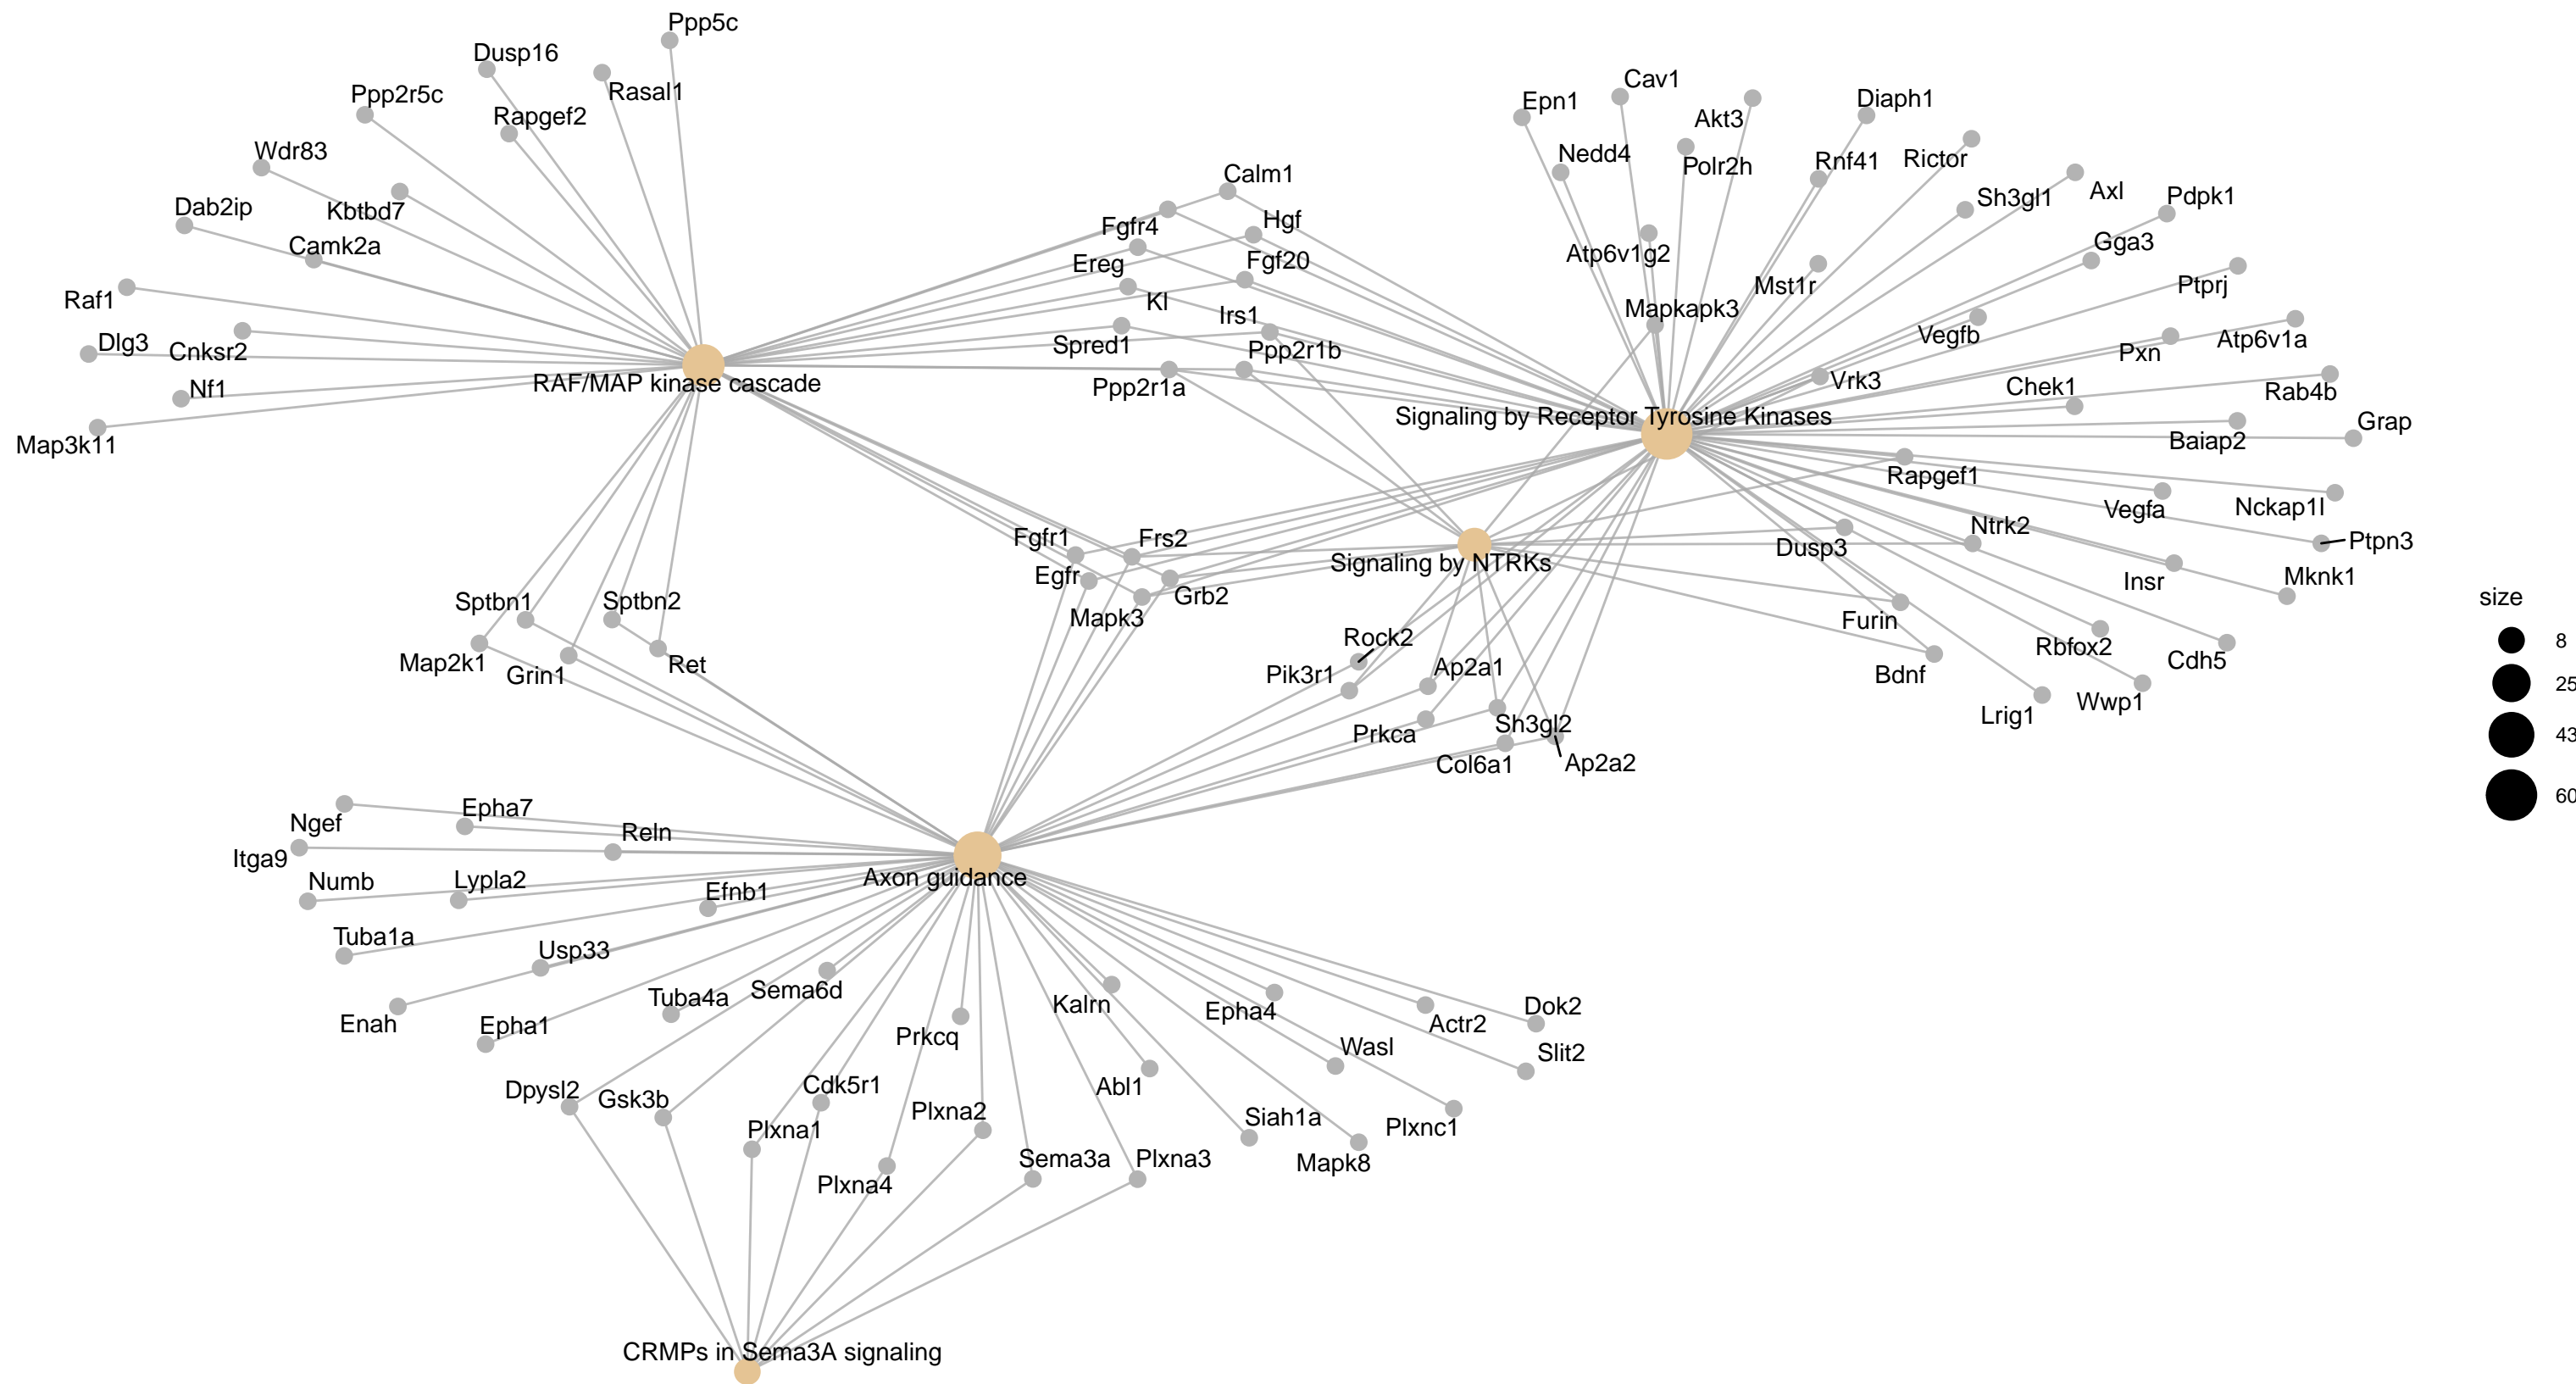 Ppp5c
Dusp16
Rasal1
Ppp2r5c
Rapgef2
Wdr83
Kbtbd7
Dab2ip
Camk2a
Raf1
Dlg3
Cnksr2
Nf1
Map3k11
RAF/MAP kinase cascade
Calm1
Fgfr4
Hgf
Ereg
Fgf20
Kl
Irs1
Spred1
Ppp2r1b
Ppp2r1a
Cav1
Epn1
Akt3
Diaph1
Nedd4
Polr2h
Rnf41
Rictor
Sh3gl1
Axl
Pdpk1
Atp6v1g2
Gga3
Mst1r
Ptprj
Mapkapk3
Vegfb
Pxn
Atp6v1a
Vrk3
Chek1
Rab4b
Signaling by Receptor Tyrosine Kinases
Baiap2
Grap
Rapgef1
Vegfa
Nckap1l
Ntrk2
Dusp3
Ptpn3
Insr
Mknk1
Furin
Rbfox2
Cdh5
Bdnf
Lrig1
Wwp1
Fgfr1
Frs2
Egfr
Grb2
Mapk3
Signaling by NTRKs
Sptbn1
Sptbn2
Map2k1
Grin1
Ret
Rock2
Pik3r1
Ap2a1
Prkca
Sh3gl2
Col6a1
Ap2a2
size
8
25
43
60
Ngef
Epha7
Reln
Itga9
Numb
Lypla2
Efnb1
Axon guidance
Tuba1a
Usp33
Enah
Epha1
Tuba4a
Sema6d
Prkcq
Kalrn
Epha4
Actr2
Dok2
Wasl
Slit2
Dpysl2
Gsk3b
Cdk5r1
Abl1
Plxna1
Plxna2
Siah1a
Plxnc1
Mapk8
Plxna4
Sema3a
Plxna3
CRMPs in Sema3A signaling